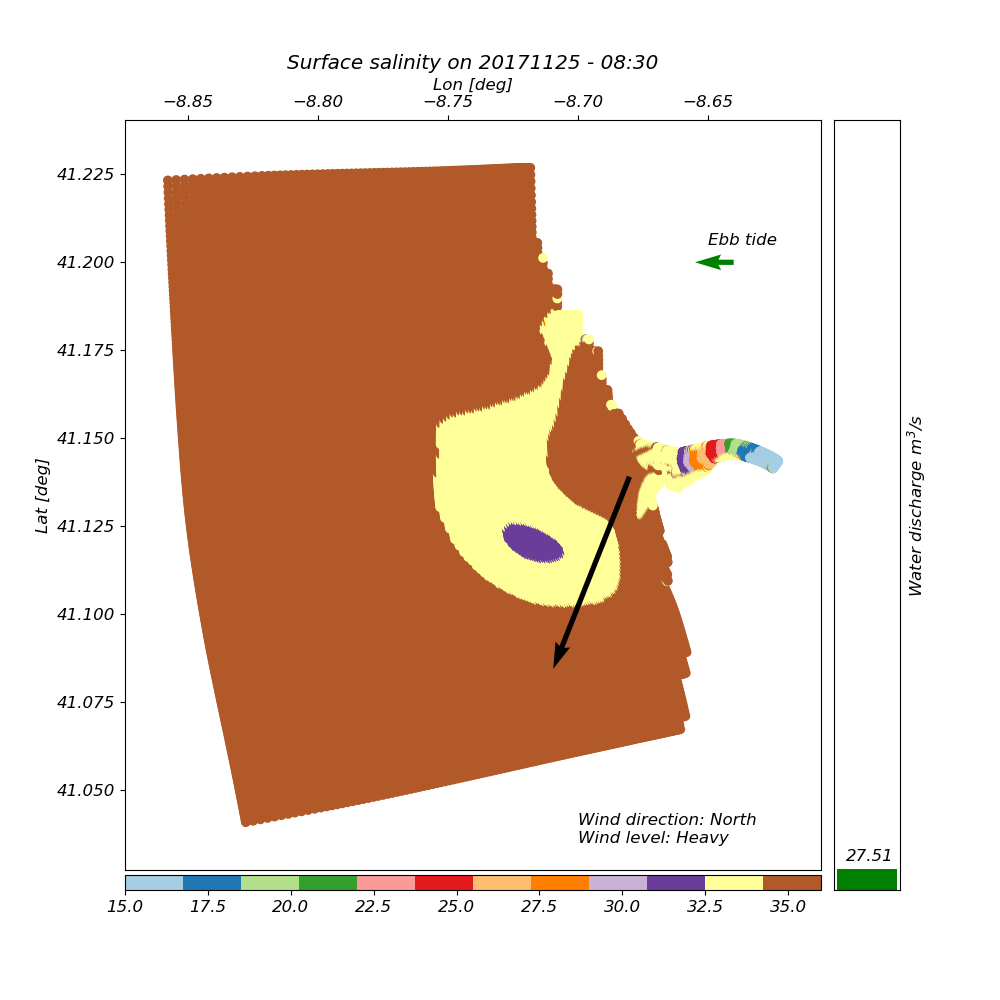 Surface salinity on 20171125 - 08:30
Lon [deg]
−8.85 −8.80 −8.75 −8.70 −8.65
41.225
41.200
41.175
41.150
41.125
41.100
41.075
41.050
Lat [deg]
Ebb tide
Wind direction: North
Wind level: Heavy
Water discharge m³/s
27.51
15.0 17.5 20.0 22.5 25.0 27.5 30.0 32.5 35.0